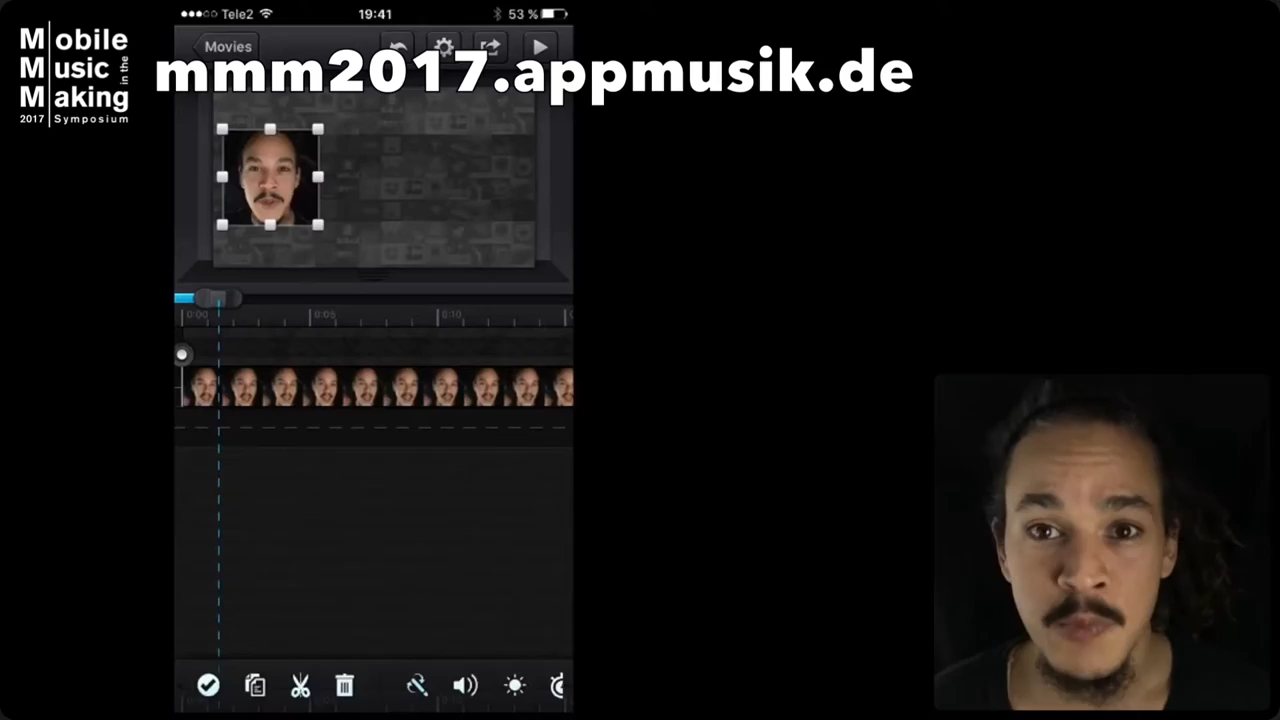 Tele2
19:41
53 %
Mobile
Music
in the
Making
2017 Symposium
Movies
mmm2017.appmusik.de
0:00
0:05
0:10